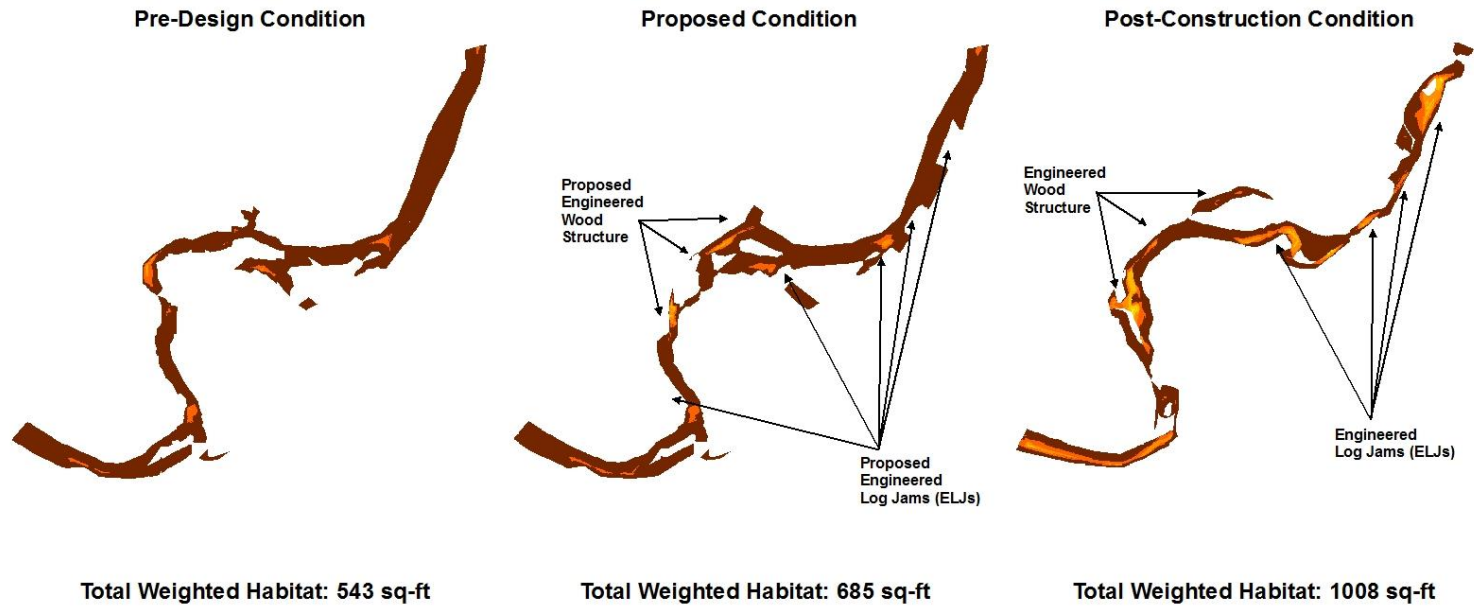 Pre-Design Condition
Proposed Condition
Post-Construction Condition
Proposed
Engineered
Wood
Structure
Engineered
Wood
Structure
Proposed
Engineered
Log Jams (ELJs)
Engineered
Log Jams (ELJs)
Total Weighted Habitat: 543 sq-ft
Total Weighted Habitat: 685 sq-ft
Total Weighted Habitat: 1008 sq-ft